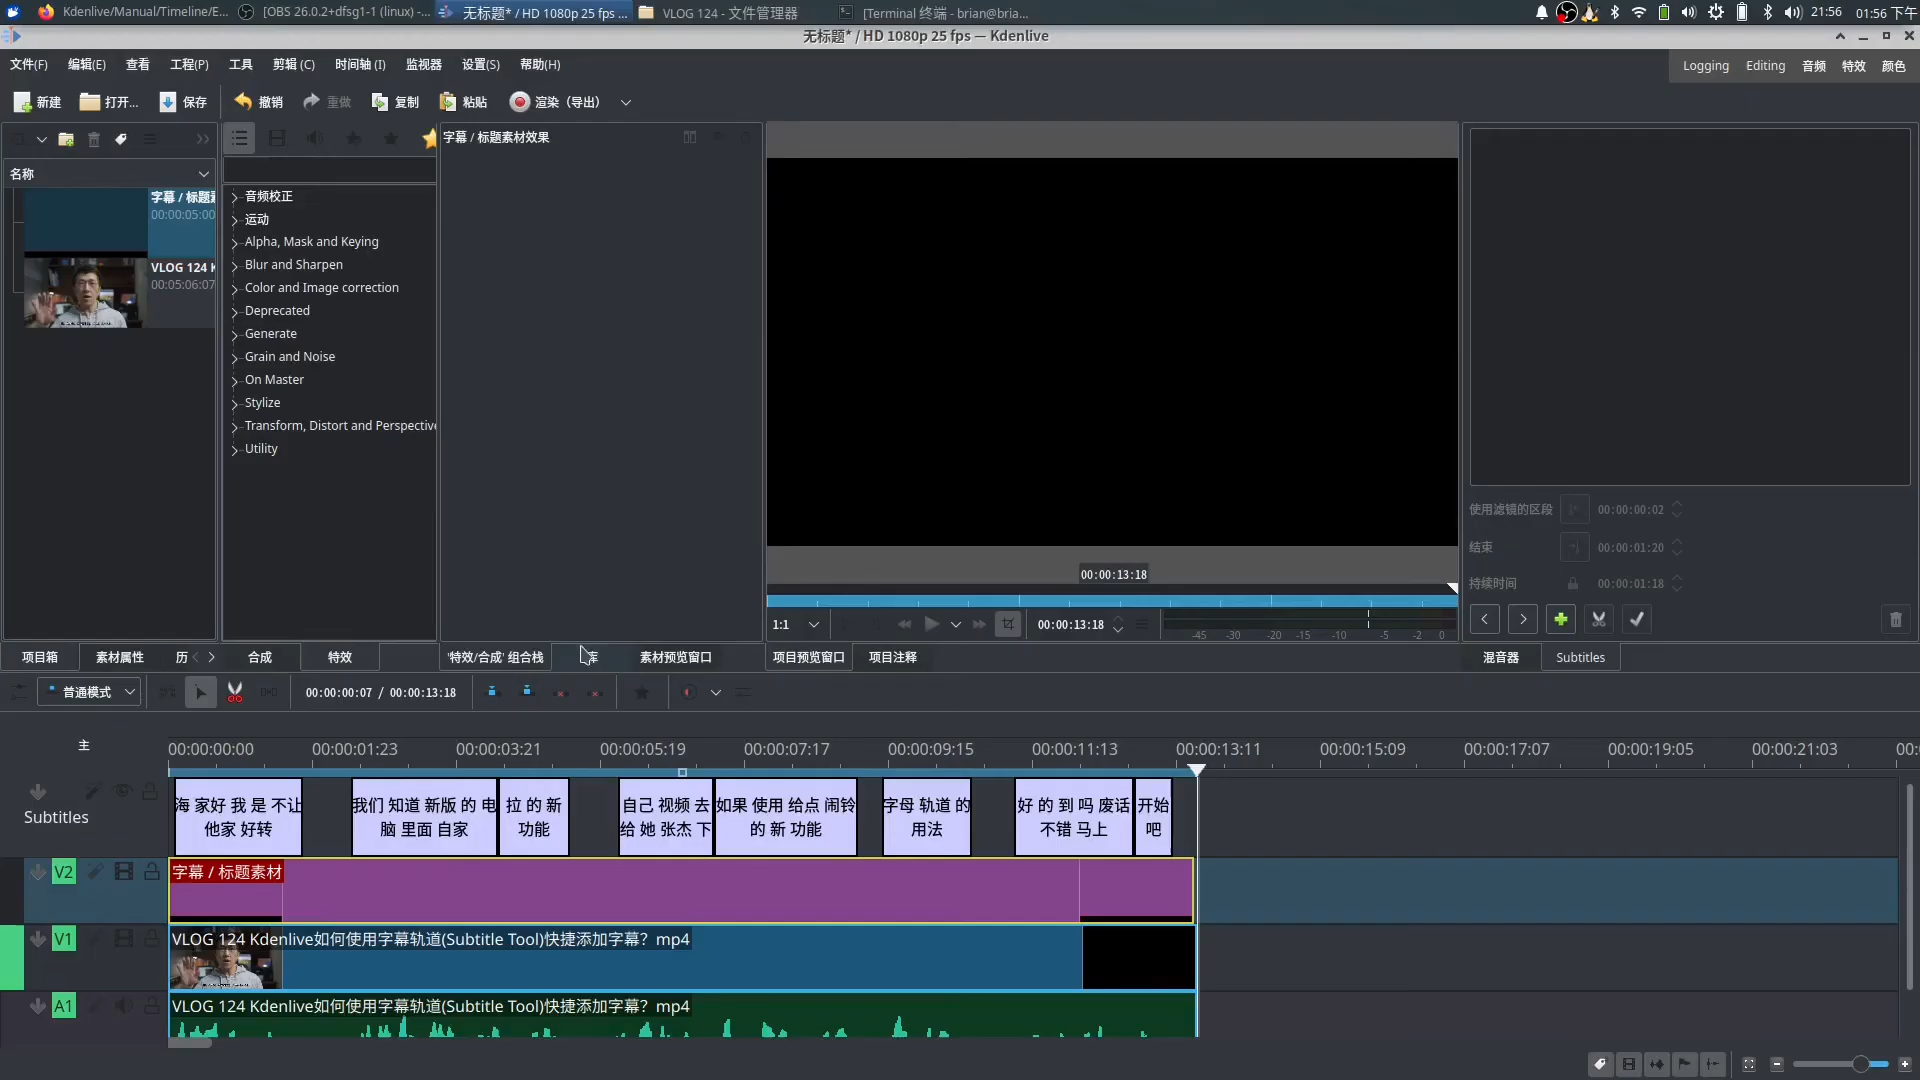 Kdenlive/Manual/Timeline/E...
[OBS 26.0.2+dfsg1-1 (linux) -...
无标题* / HD 1080p 25 fps ...
VLOG 124 - 文件管理器
[Terminal 终端 - brian@bria...
21:56
01:56 下午
无标题* / HD 1080p 25 fps — Kdenlive
文件(F) 编辑(E) 查看 工程(P) 工具 剪辑 (C) 时间轴 (I) 监视器 设置(S) 帮助(H)
Logging Editing 音频 特效 颜色
新建 打开... 保存 撤销 重做 复制 粘贴 渲染（导出）
字幕 / 标题素材效果
名称
字幕 / 标题素
00:00:05:00
VLOG 124 K
00:05:06:07
音频校正
运动
Alpha, Mask and Keying
Blur and Sharpen
Color and Image correction
Deprecated
Generate
Grain and Noise
On Master
Stylize
Transform, Distort and Perspective
Utility
00:00:13:18
1:1
00:00:13:18
-45 -30 -20 -15 -10 -5 -2 0
使用滤镜的区段 00:00:00:02
结束 00:00:01:20
持续时间 00:00:01:18
项目箱 素材属性 历 合成 特效 '特效/合成' 组合栈 素材预览窗口 项目预览窗口 项目注释 混音器 Subtitles
普通模式
00:00:00:07 / 00:00:13:18
主
00:00:00:00 00:00:01:23 00:00:03:21 00:00:05:19 00:00:07:17 00:00:09:15 00:00:11:13 00:00:13:11 00:00:15:09 00:00:17:07 00:00:19:05 00:00:21:03 00:0
Subtitles
海 家好 我 是 不让
他家 好转
我们 知道 新版 的 电
脑 里面 自家
拉 的 新
功能
自己 视频 去
给 她 张杰 下
如果 使用 给点 闹铃
的 新 功能
字母 轨道 的
用法
好 的 到 吗 废话
不错 马上
开始
吧
V2
字幕 / 标题素材
V1
VLOG 124 Kdenlive如何使用字幕轨道(Subtitle Tool)快捷添加字幕？mp4
A1
VLOG 124 Kdenlive如何使用字幕轨道(Subtitle Tool)快捷添加字幕？mp4